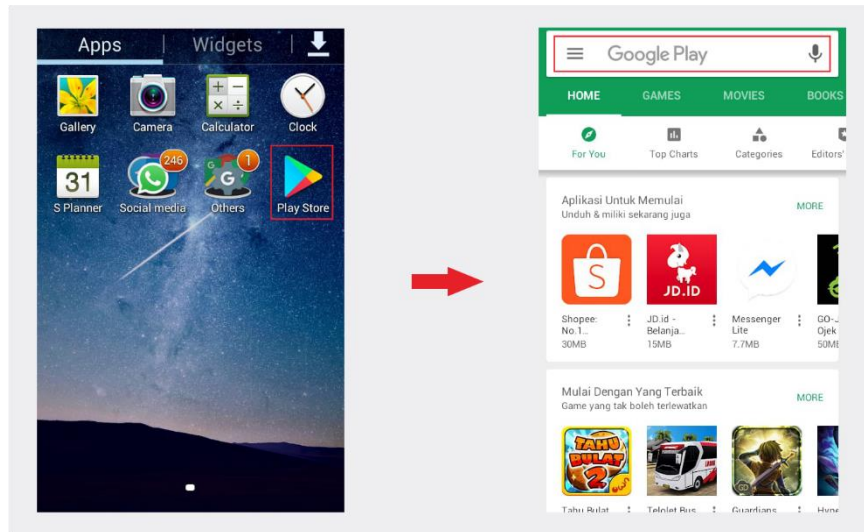 Apps | Widgets
Gallery Camera Calculator Clock
246 1
31
S Planner Social media Others Play Store
Google Play
HOME GAMES MOVIES BOOKS
For You Top Charts Categories Editors'
Aplikasi Untuk Memulai
MORE
Unduh & miliki sekarang juga
S
JD.ID
Shopee: JD.id - Messenger GO-J
No.1... Belanja... Lite Ojek
30MB 15MB 7.7MB 50MB
Mulai Dengan Yang Terbaik
MORE
Game yang tak boleh terlewatkan
TAHU
BULAT
2
Tahu Bulat Telolet Bus Guardians Hype